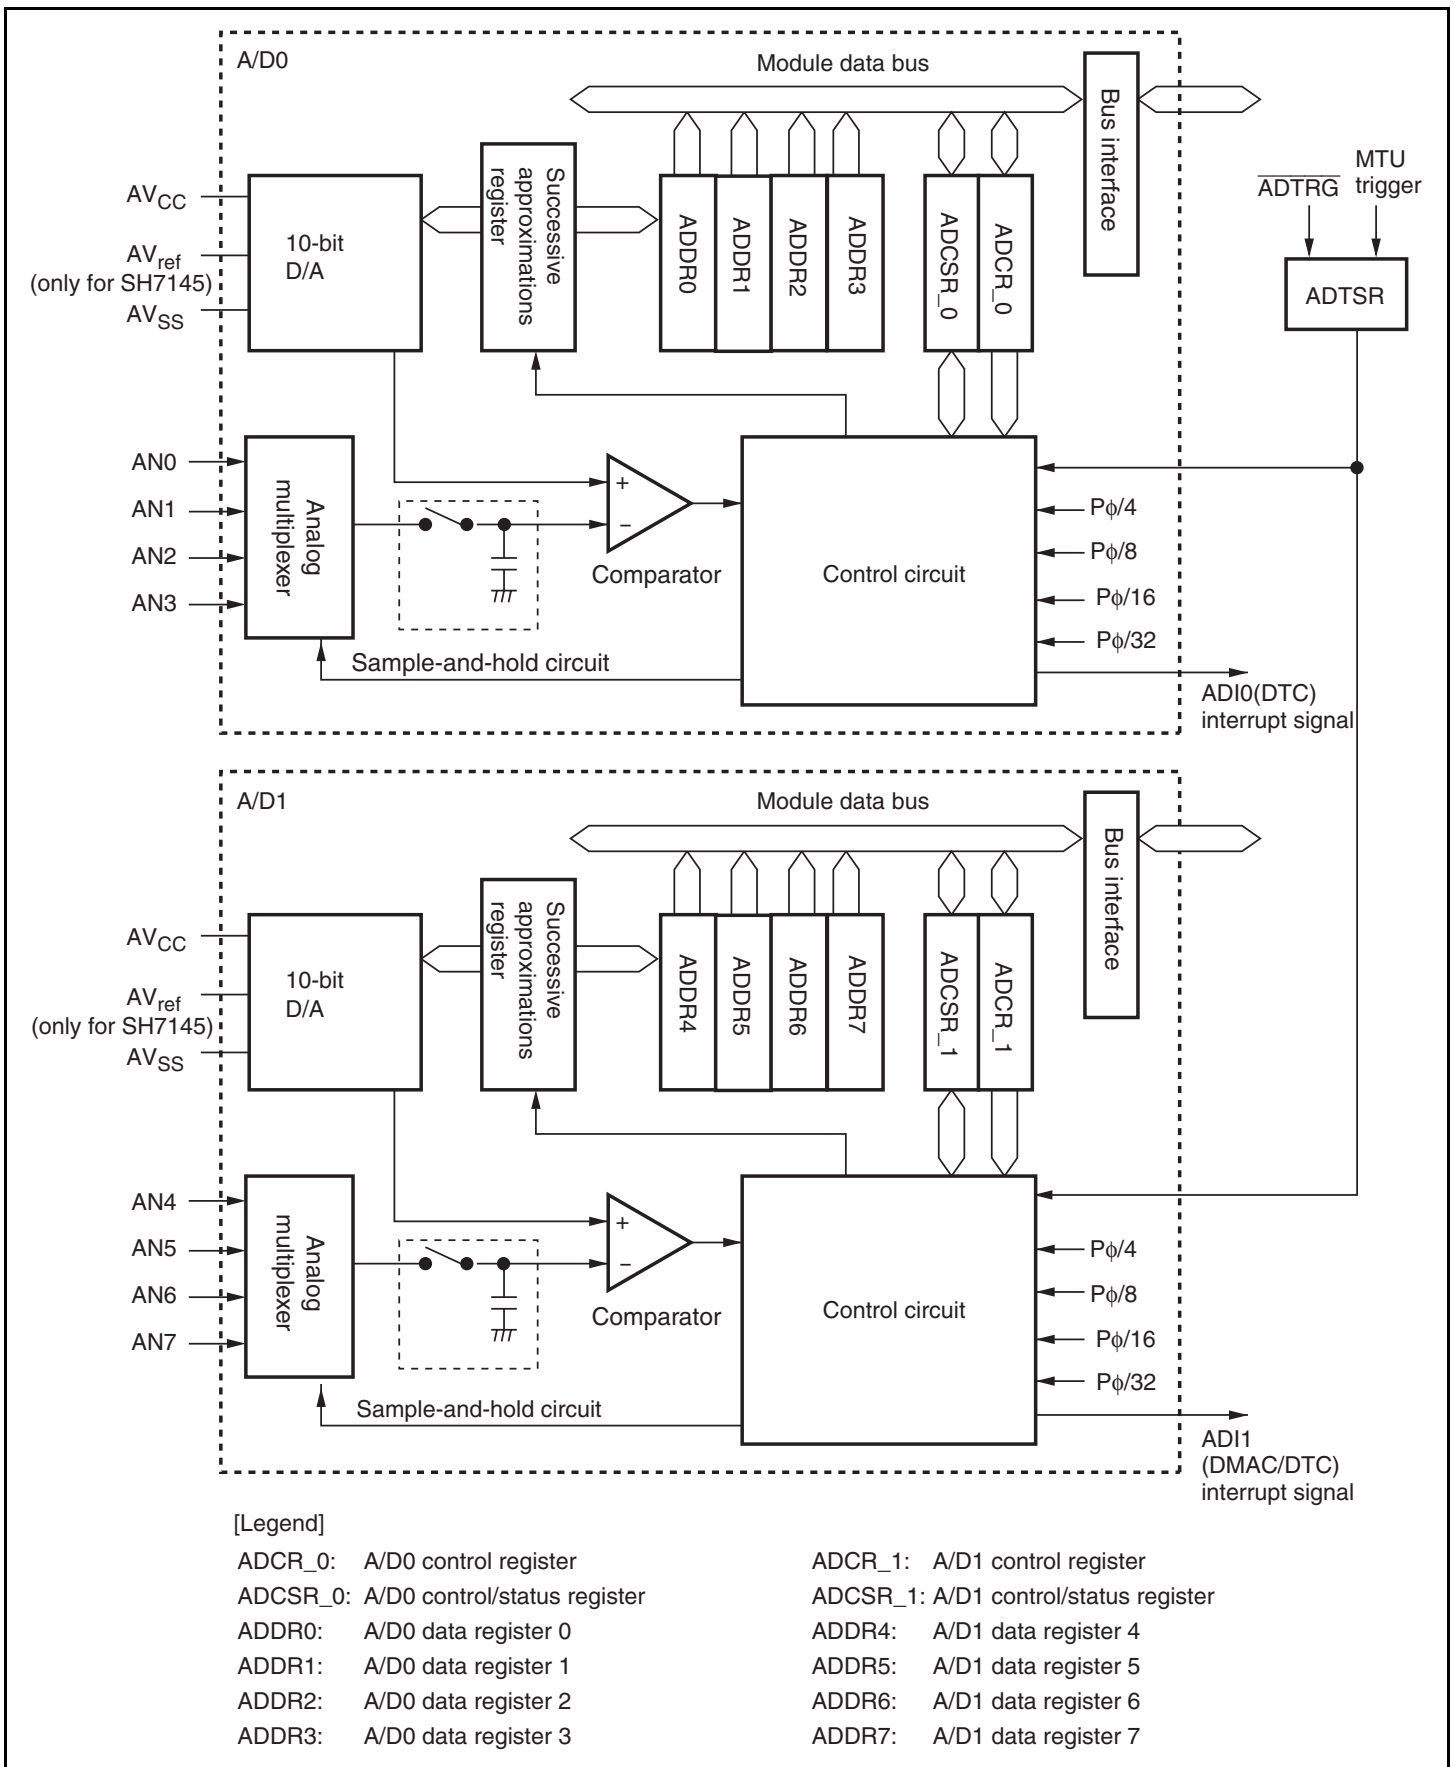 A/D0
Module data bus
Bus interface
MTU
trigger
ADTRG
ADTSR
AVCC
AVref
(only for SH7145)
AVSS
10-bit
D/A
Successive
approximations
register
ADDR0
ADDR1
ADDR2
ADDR3
ADCSR_0
ADCR_0
AN0
AN1
AN2
AN3
Analog
multiplexer
+
−
Comparator
Control circuit
Pϕ/4
Pϕ/8
Pϕ/16
Pϕ/32
Sample-and-hold circuit
ADI0(DTC)
interrupt signal
A/D1
Module data bus
Bus interface
AVCC
AVref
(only for SH7145)
AVSS
10-bit
D/A
Successive
approximations
register
ADDR4
ADDR5
ADDR6
ADDR7
ADCSR_1
ADCR_1
AN4
AN5
AN6
AN7
Analog
multiplexer
+
−
Comparator
Control circuit
Pϕ/4
Pϕ/8
Pϕ/16
Pϕ/32
Sample-and-hold circuit
ADI1
(DMAC/DTC)
interrupt signal
[Legend]
ADCR_0: A/D0 control register
ADCSR_0: A/D0 control/status register
ADDR0: A/D0 data register 0
ADDR1: A/D0 data register 1
ADDR2: A/D0 data register 2
ADDR3: A/D0 data register 3
ADCR_1: A/D1 control register
ADCSR_1: A/D1 control/status register
ADDR4: A/D1 data register 4
ADDR5: A/D1 data register 5
ADDR6: A/D1 data register 6
ADDR7: A/D1 data register 7